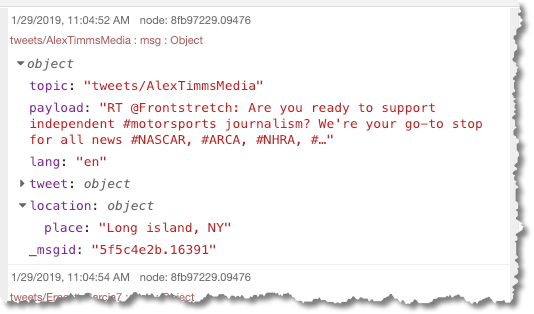 1/29/2019, 11:04:52 AM node: 8fb97229.09476
tweets/AlexTimmsMedia : msg : Object
object
topic: "tweets/AlexTimmsMedia"
payload: "RT @Frontstretch: Are you ready to support
independent #motorsports journalism? We're your go–to stop
for all news #NASCAR, #ARCA, #NHRA, #…"
lang: "en"
tweet: object
location: object
place: "Long island, NY"
_msgid: "5f5c4e2b.16391"
1/29/2019, 11:04:54 AM node: 8fb97229.09476
Object